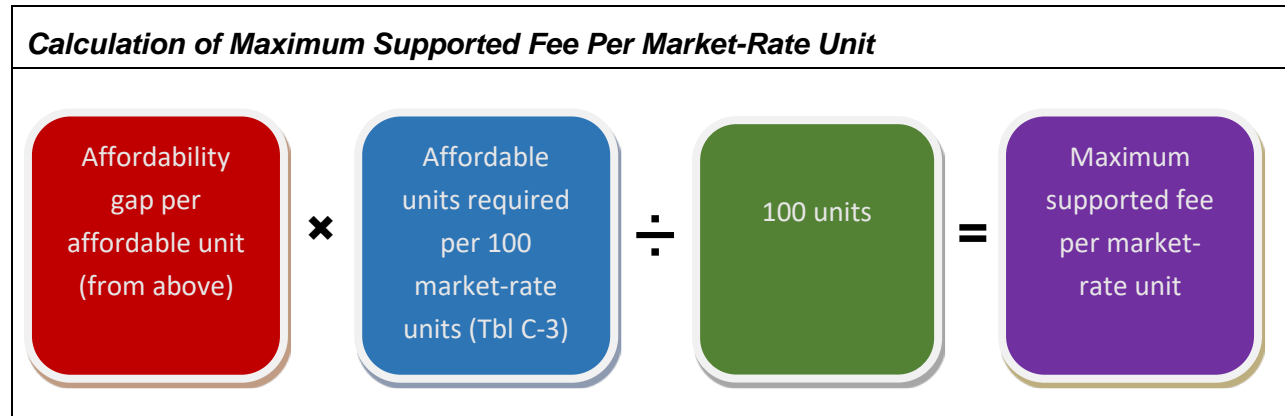 Calculation of Maximum Supported Fee Per Market-Rate Unit
Affordability
gap per
affordable unit
(from above)
×
Affordable
units required
per 100
market-rate
units (Tbl C-3)
÷
100 units
=
Maximum
supported fee
per market-
rate unit